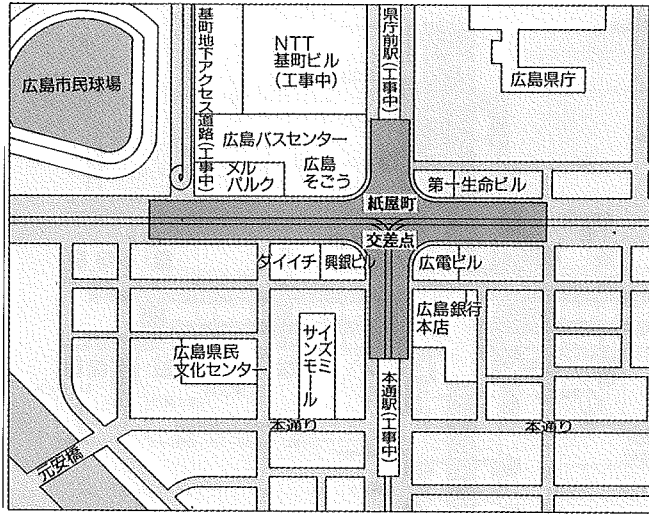 広島市民球場
基町地下アクセス道路(工事中)
NTT
基町ビル
(工事中)
県庁前駅(工事中)
広島県庁
広島バスセンター
メル
パルク
広島
そごう
第一生命ビル
紙屋町
交差点
ダイイチ
興銀ビル
広電ビル
広島銀行
本店
広島県民
文化センター
イズミ
サンモール
本通駅(工事中)
本通り
本通り
元安橋